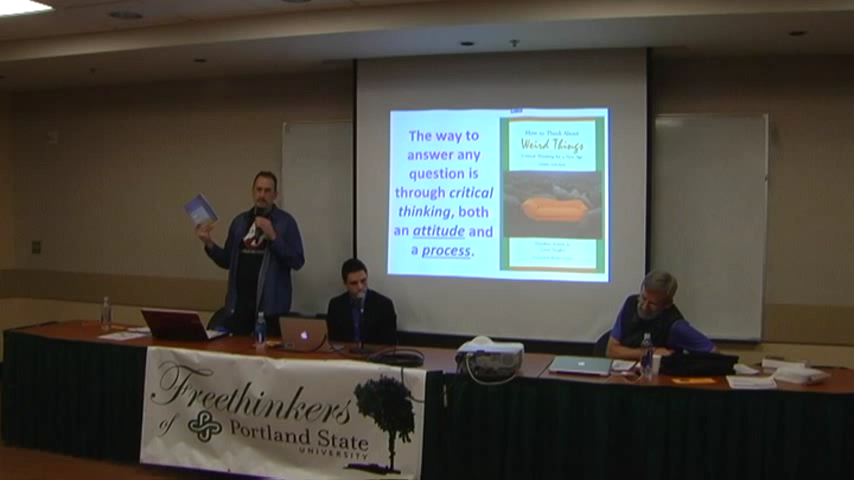 The way to
answer any
question is
through critical
thinking, both
an attitude and
a process.
How to Think About
Weird Things
Freethinkers
of Portland State
UNIVERSITY